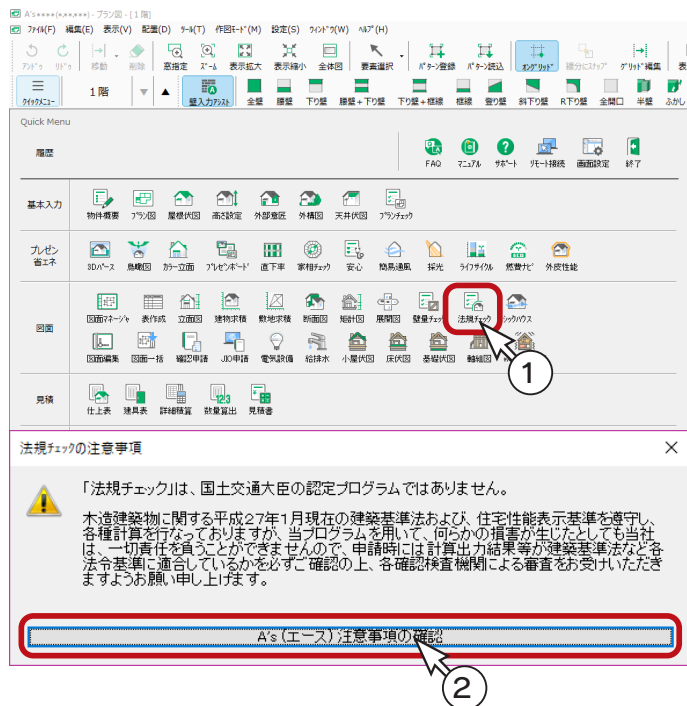 A's****(*,**,***) - プラン図 - [1 階]
ファイル(F) 編集(E) 表示(V) 配置(D) ツール(T) 作図モード(M) 設定(S) ウインドウ(W) ヘルプ(H)
アンドゥ リドゥ 移動 削除 窓指定 ズーム 表示拡大 表示縮小 全体図 要素選択 パターン登録 パターン読込 オングリッド 線分にスナップ グリッド編集 表
クイックメニュー 1 階 ▼ ▲ 壁入力アシスト 全壁 腰壁 下り壁 腰壁+下り壁 下り壁+框線 框線 登り壁 斜下り壁 R下り壁 全開口 半壁 ふかし
Quick Menu
履歴 FAQ マニュアル サポート リモート接続 画面設定 終了
基本入力 物件概要 プラン図 屋根伏図 高さ設定 外部意匠 外構図 天井伏図 プランチェック
プレゼン
省エネ
3Dパース 鳥瞰図 カラー立面 プレゼンボード 直下率 家相チェック 安心 簡易通風 採光 ライフサイクル 燃費ナビ 外皮性能
図面マネージャ 表作成 立面図 建物求積 敷地求積 断面図 矩計図 展開図 壁量チェック 法規チェック シックハウス
図面
図面編集 図面一括 確認申請 JIO申請 電気設備 給排水 小屋伏図 床伏図 基礎伏図 軸組図
1
見積 仕上表 建具表 詳細積算 数量算出 見積書
法規チェックの注意事項
「法規チェック」は、国土交通大臣の認定プログラムではありません。
木造建築物に関する平成27年1月現在の建築基準法および、住宅性能表示基準を遵守し、
各種計算を行なっておりますが、当プログラムを用いて、何らかの損害が生じたとしても当社
は、一切責任を負うことができませんので、申請時には計算出力結果等が建築基準法など各
法令基準に適合しているかを必ずご確認の上、各確認検査機関による審査をお受けいただき
ますようお願い申し上げます。
A's (エース) 注意事項の確認
2